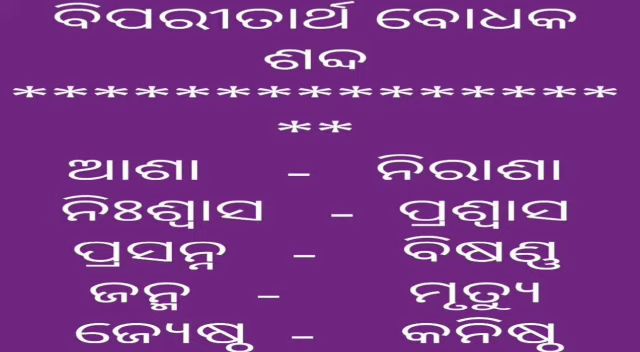 ବିପରୀତାର୍ଥ ବୋଧକ
ଶବ୍ଦ
***************
**
ଆଶା – ନିରାଶା
ନିଃଶ୍ୱାସ – ପ୍ରଶ୍ୱାସ
ପ୍ରସନ୍ନ – ବିଷଣ୍ଣ
ଜନ୍ମ – ମୃତ୍ୟୁ
ଜ୍ୟେଷ୍ଠ – କନିଷ୍ଠ